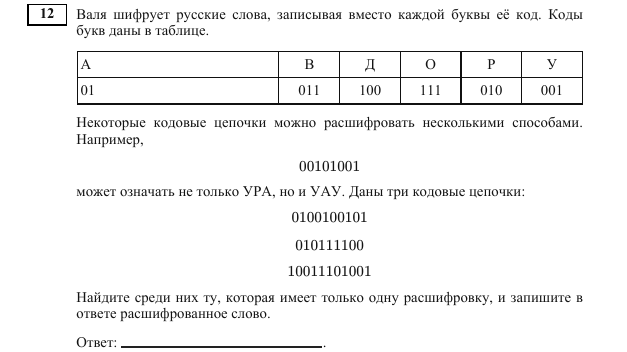 12 Валя шифрует русские слова, записывая вместо каждой буквы её код. Коды
букв даны в таблице.
А В Д О Р У
01 011 100 111 010 001
Некоторые кодовые цепочки можно расшифровать несколькими способами.
Например,
00101001
может означать не только УРА, но и УАУ. Даны три кодовые цепочки:
0100100101
010111100
10011101001
Найдите среди них ту, которая имеет только одну расшифровку, и запишите в
ответе расшифрованное слово.
Ответ: .